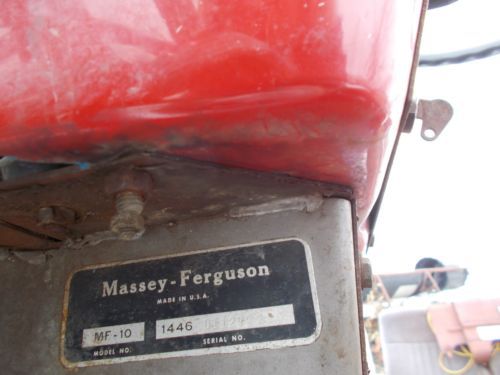 Massey-Ferguson
MADE IN U.S.A.
MF-10 1446
MODEL NO. SERIAL NO.